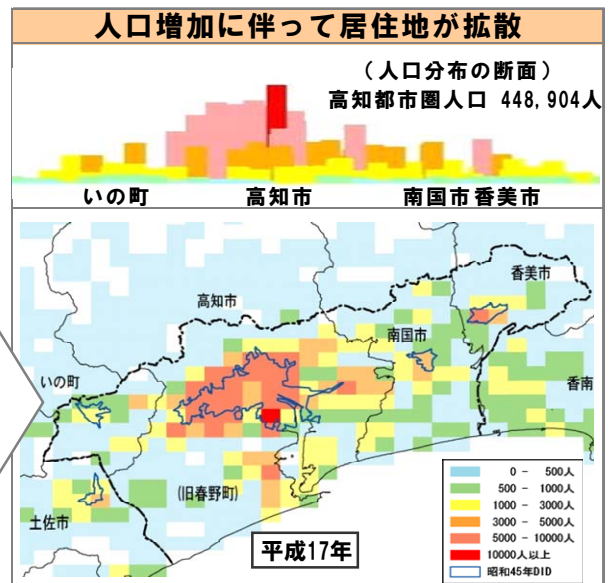 人口増加に伴って居住地が拡散
（人口分布の断面）
高知都市圏人口 448,904人
いの町
高知市
南国市
香美市
香美市
高知市
南国市
いの町
香南
(旧春野町)
土佐市
平成17年
0 － 500人
500 － 1000人
1000 － 3000人
3000 － 5000人
5000 － 10000人
10000人以上
昭和45年DID